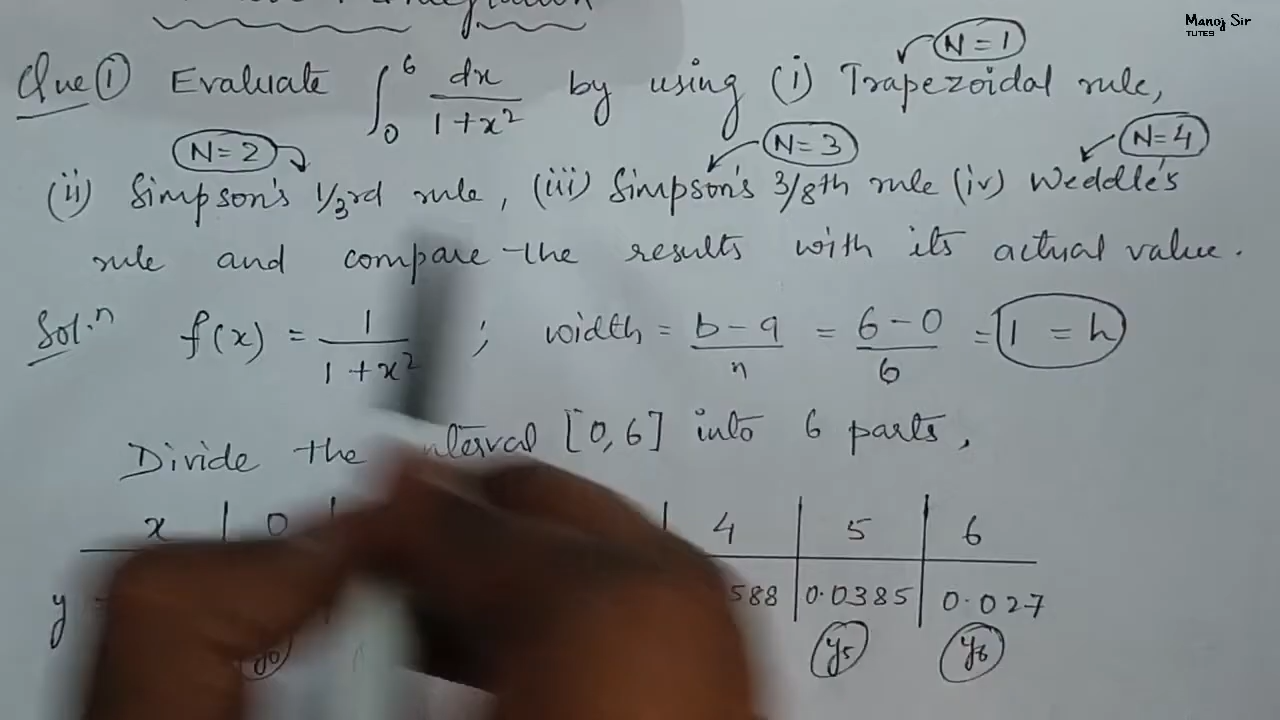 Manoj Sir
TUTES
N=1
Que ① Evaluate ∫₀⁶ dx/(1+x²) by using (i) Trapezoidal rule,
N=2 N=3 N=4
(ii) Simpson's 1/3rd rule, (iii) Simpson's 3/8th rule (iv) Weddle's
rule and compare the results with its actual value.
Sol.ⁿ f(x) = 1/(1+x²) ; width = (b-a)/n = (6-0)/6 = 1 = h
Divide the interval [0,6] into 6 parts,
x 0 4 5 6
y 588 0.0385 0.027
y₀ y₅ y₆